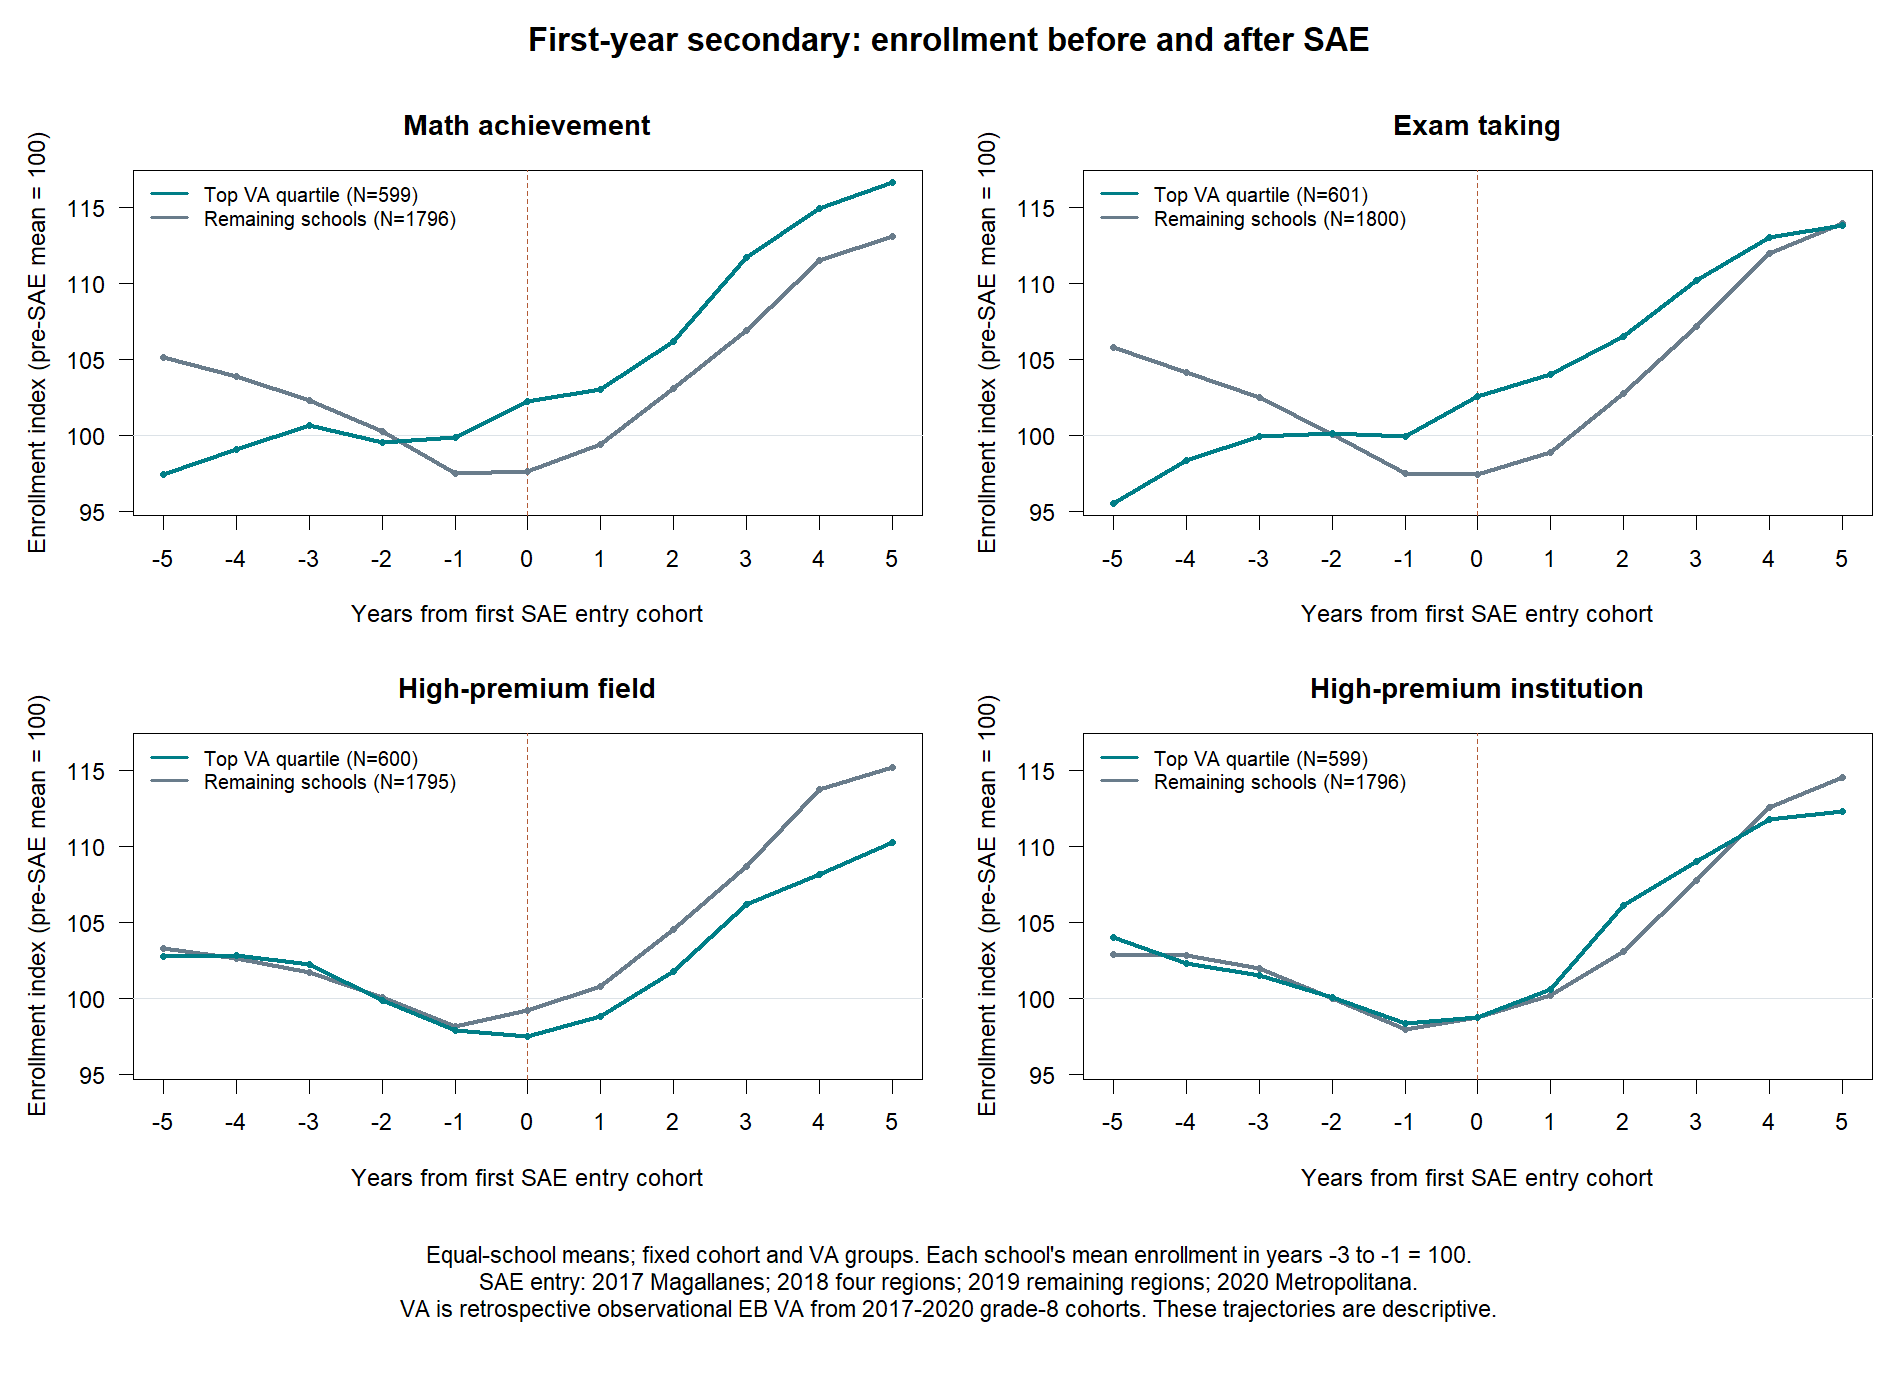 First-year secondary: enrollment before and after SAE
Math achievement
Enrollment index (pre-SAE mean = 100)
Top VA quartile (N=599)
Remaining schools (N=1796)
115
110
105
100
95
-5 -4 -3 -2 -1 0 1 2 3 4 5
Years from first SAE entry cohort
Exam taking
Enrollment index (pre-SAE mean = 100)
Top VA quartile (N=601)
Remaining schools (N=1800)
115
110
105
100
95
-5 -4 -3 -2 -1 0 1 2 3 4 5
Years from first SAE entry cohort
High-premium field
Enrollment index (pre-SAE mean = 100)
Top VA quartile (N=600)
Remaining schools (N=1795)
115
110
105
100
95
-5 -4 -3 -2 -1 0 1 2 3 4 5
Years from first SAE entry cohort
High-premium institution
Enrollment index (pre-SAE mean = 100)
Top VA quartile (N=599)
Remaining schools (N=1796)
115
110
105
100
95
-5 -4 -3 -2 -1 0 1 2 3 4 5
Years from first SAE entry cohort
Equal-school means; fixed cohort and VA groups. Each school's mean enrollment in years -3 to -1 = 100.
SAE entry: 2017 Magallanes; 2018 four regions; 2019 remaining regions; 2020 Metropolitana.
VA is retrospective observational EB VA from 2017-2020 grade-8 cohorts. These trajectories are descriptive.